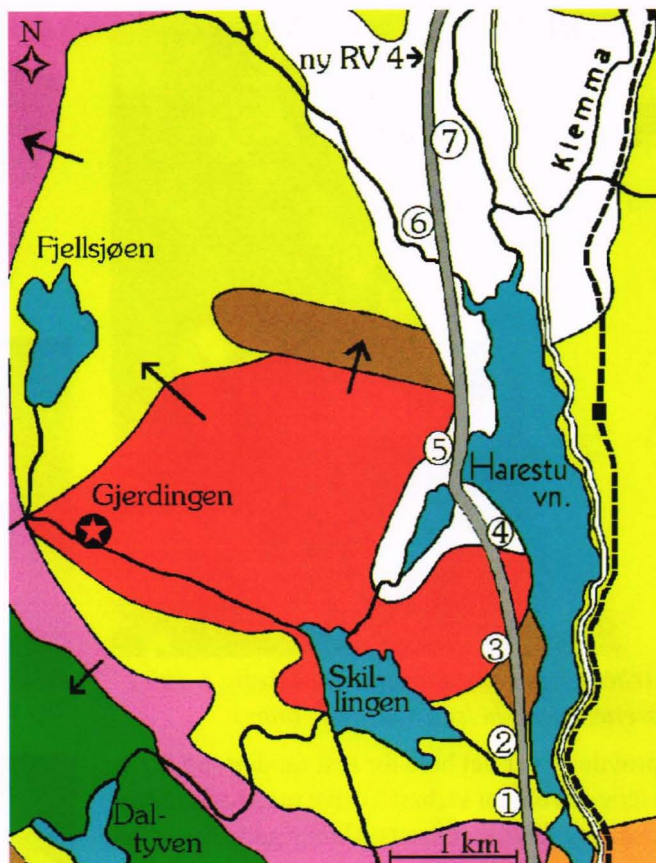 N
ny RV 4
Klemma
7
6
Fjellsjøen
5
Harestu
vn.
Gjerdingen
4
Skil-
lingen
3
2
1
Dal-
tyven
1 km